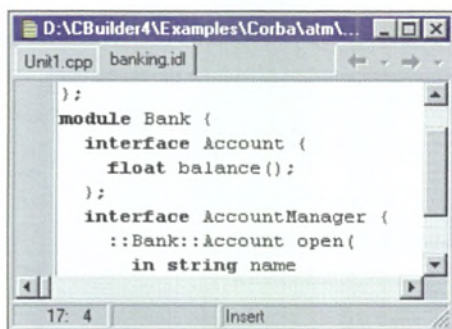 D:\CBuilder4\Examples\Corba\atm\...
Unit1.cpp banking.idl
};
module Bank {
interface Account {
float balance();
};
interface AccountManager {
::Bank::Account open(
in string name
17: 4 Insert